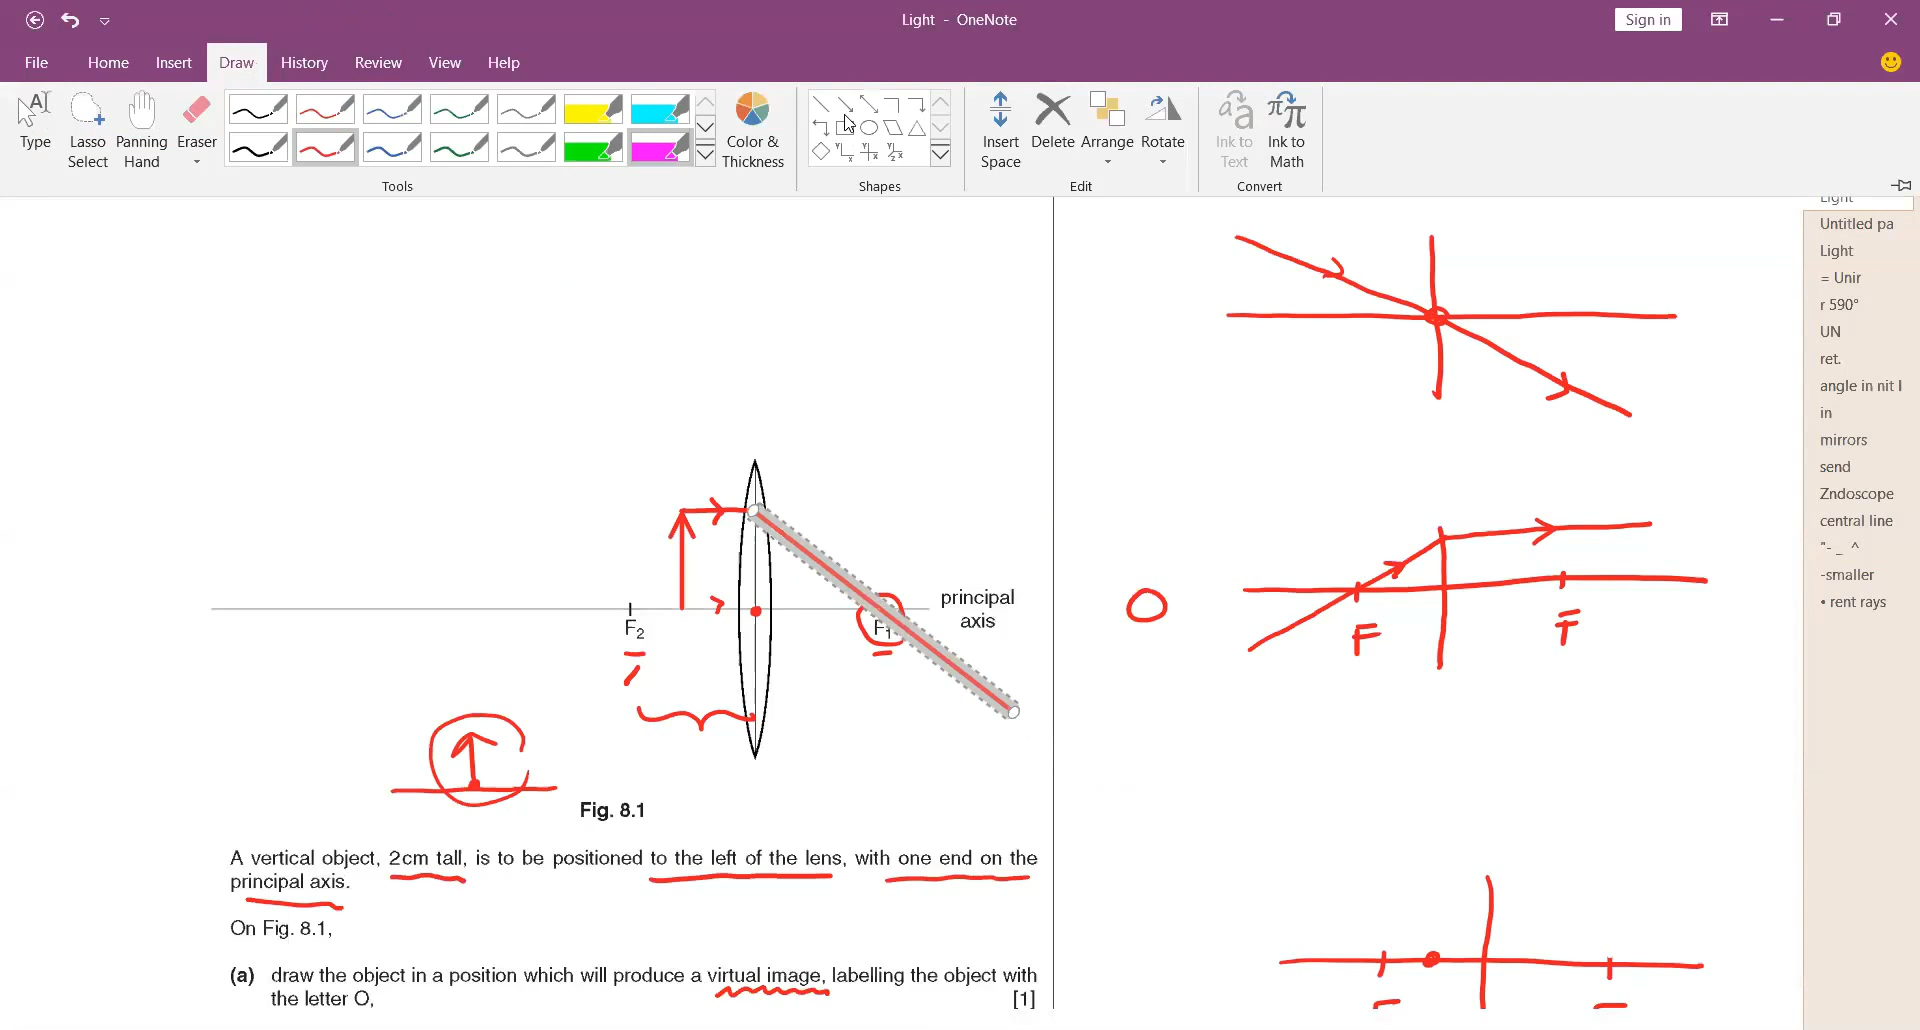 Light - OneNote
Sign in
File Home Insert Draw History Review View Help
Type
Lasso Select
Panning Hand
Eraser
Color & Thickness
Insert Space
Delete
Arrange
Rotate
Ink to Text
Ink to Math
Tools
Shapes
Edit
Convert
Light
Untitled pa
Light
= Unir
r 590°
UN
ret.
angle in nit I
in
mirrors
send
Zndoscope
central line
"- _ ^
-smaller
• rent rays
F₂
F₁
principal
axis
O
F
F
Fig. 8.1
A vertical object, 2cm tall, is to be positioned to the left of the lens, with one end on the
principal axis.
On Fig. 8.1,
(a) draw the object in a position which will produce a virtual image, labelling the object with
the letter O, [1]